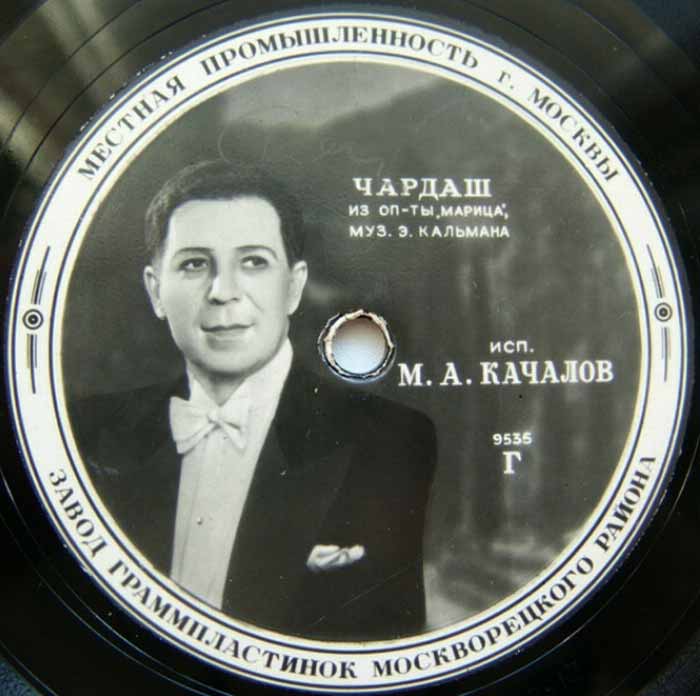 МЕСТНАЯ ПРОМЫШЛЕННОСТЬ г. МОСКВЫ
ЧАРДАШ
ИЗ ОП-ТЫ „МАРИЦА",
МУЗ. Э. КАЛЬМАНА
ИСП.
М. А. КАЧАЛОВ
9535
Г
ЗАВОД ГРАММПЛАСТИНОК МОСКВОРЕЦКОГО РАЙОНА